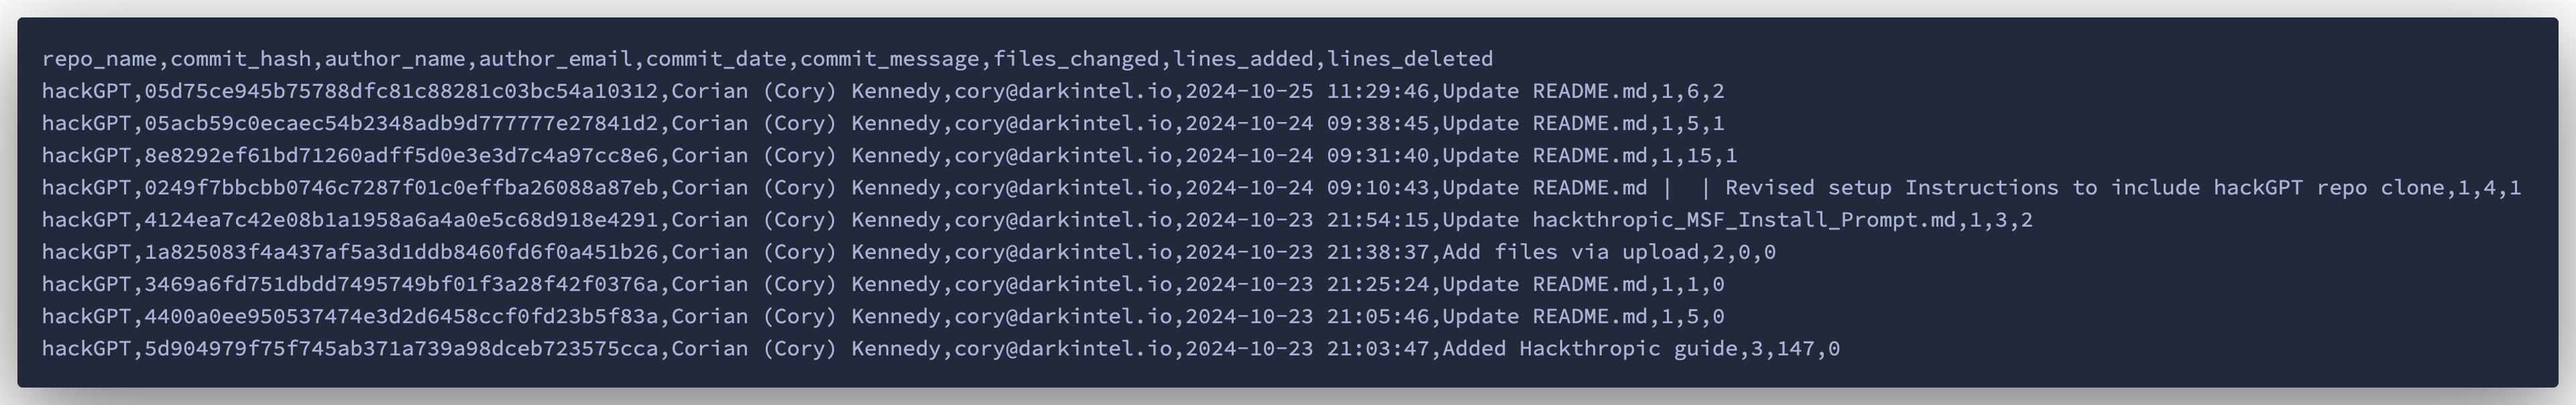 repo_name,commit_hash,author_name,author_email,commit_date,commit_message,files_changed,lines_added,lines_deleted
hackGPT,05d75ce945b75788dfc81c88281c03bc54a10312,Corian (Cory) Kennedy,cory@darkintel.io,2024-10-25 11:29:46,Update README.md,1,6,2
hackGPT,05acb59c0ecaec54b2348adb9d777777e27841d2,Corian (Cory) Kennedy,cory@darkintel.io,2024-10-24 09:38:45,Update README.md,1,5,1
hackGPT,8e8292ef61bd71260adff5d0e3e3d7c4a97cc8e6,Corian (Cory) Kennedy,cory@darkintel.io,2024-10-24 09:31:40,Update README.md,1,15,1
hackGPT,0249f7bbcbb0746c7287f01c0effba26088a87eb,Corian (Cory) Kennedy,cory@darkintel.io,2024-10-24 09:10:43,Update README.md |  | Revised setup Instructions to include hackGPT repo clone,1,4,1
hackGPT,4124ea7c42e08b1a1958a6a4a0e5c68d918e4291,Corian (Cory) Kennedy,cory@darkintel.io,2024-10-23 21:54:15,Update hackthropic_MSF_Install_Prompt.md,1,3,2
hackGPT,1a825083f4a437af5a3d1ddb8460fd6f0a451b26,Corian (Cory) Kennedy,cory@darkintel.io,2024-10-23 21:38:37,Add files via upload,2,0,0
hackGPT,3469a6fd751dbdd7495749bf01f3a28f42f0376a,Corian (Cory) Kennedy,cory@darkintel.io,2024-10-23 21:25:24,Update README.md,1,1,0
hackGPT,4400a0ee950537474e3d2d6458ccf0fd23b5f83a,Corian (Cory) Kennedy,cory@darkintel.io,2024-10-23 21:05:46,Update README.md,1,5,0
hackGPT,5d904979f75f745ab371a739a98dceb723575cca,Corian (Cory) Kennedy,cory@darkintel.io,2024-10-23 21:03:47,Added Hackthropic guide,3,147,0